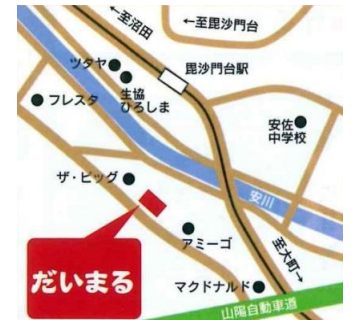 ←至沼田
←至毘沙門台
ツタヤ
毘沙門台駅
生協
ひろしま
フレスタ
安佐
中学校
ザ・ビッグ
安川
アミーゴ
至大町→
だいまる
マクドナルド
山陽自動車道